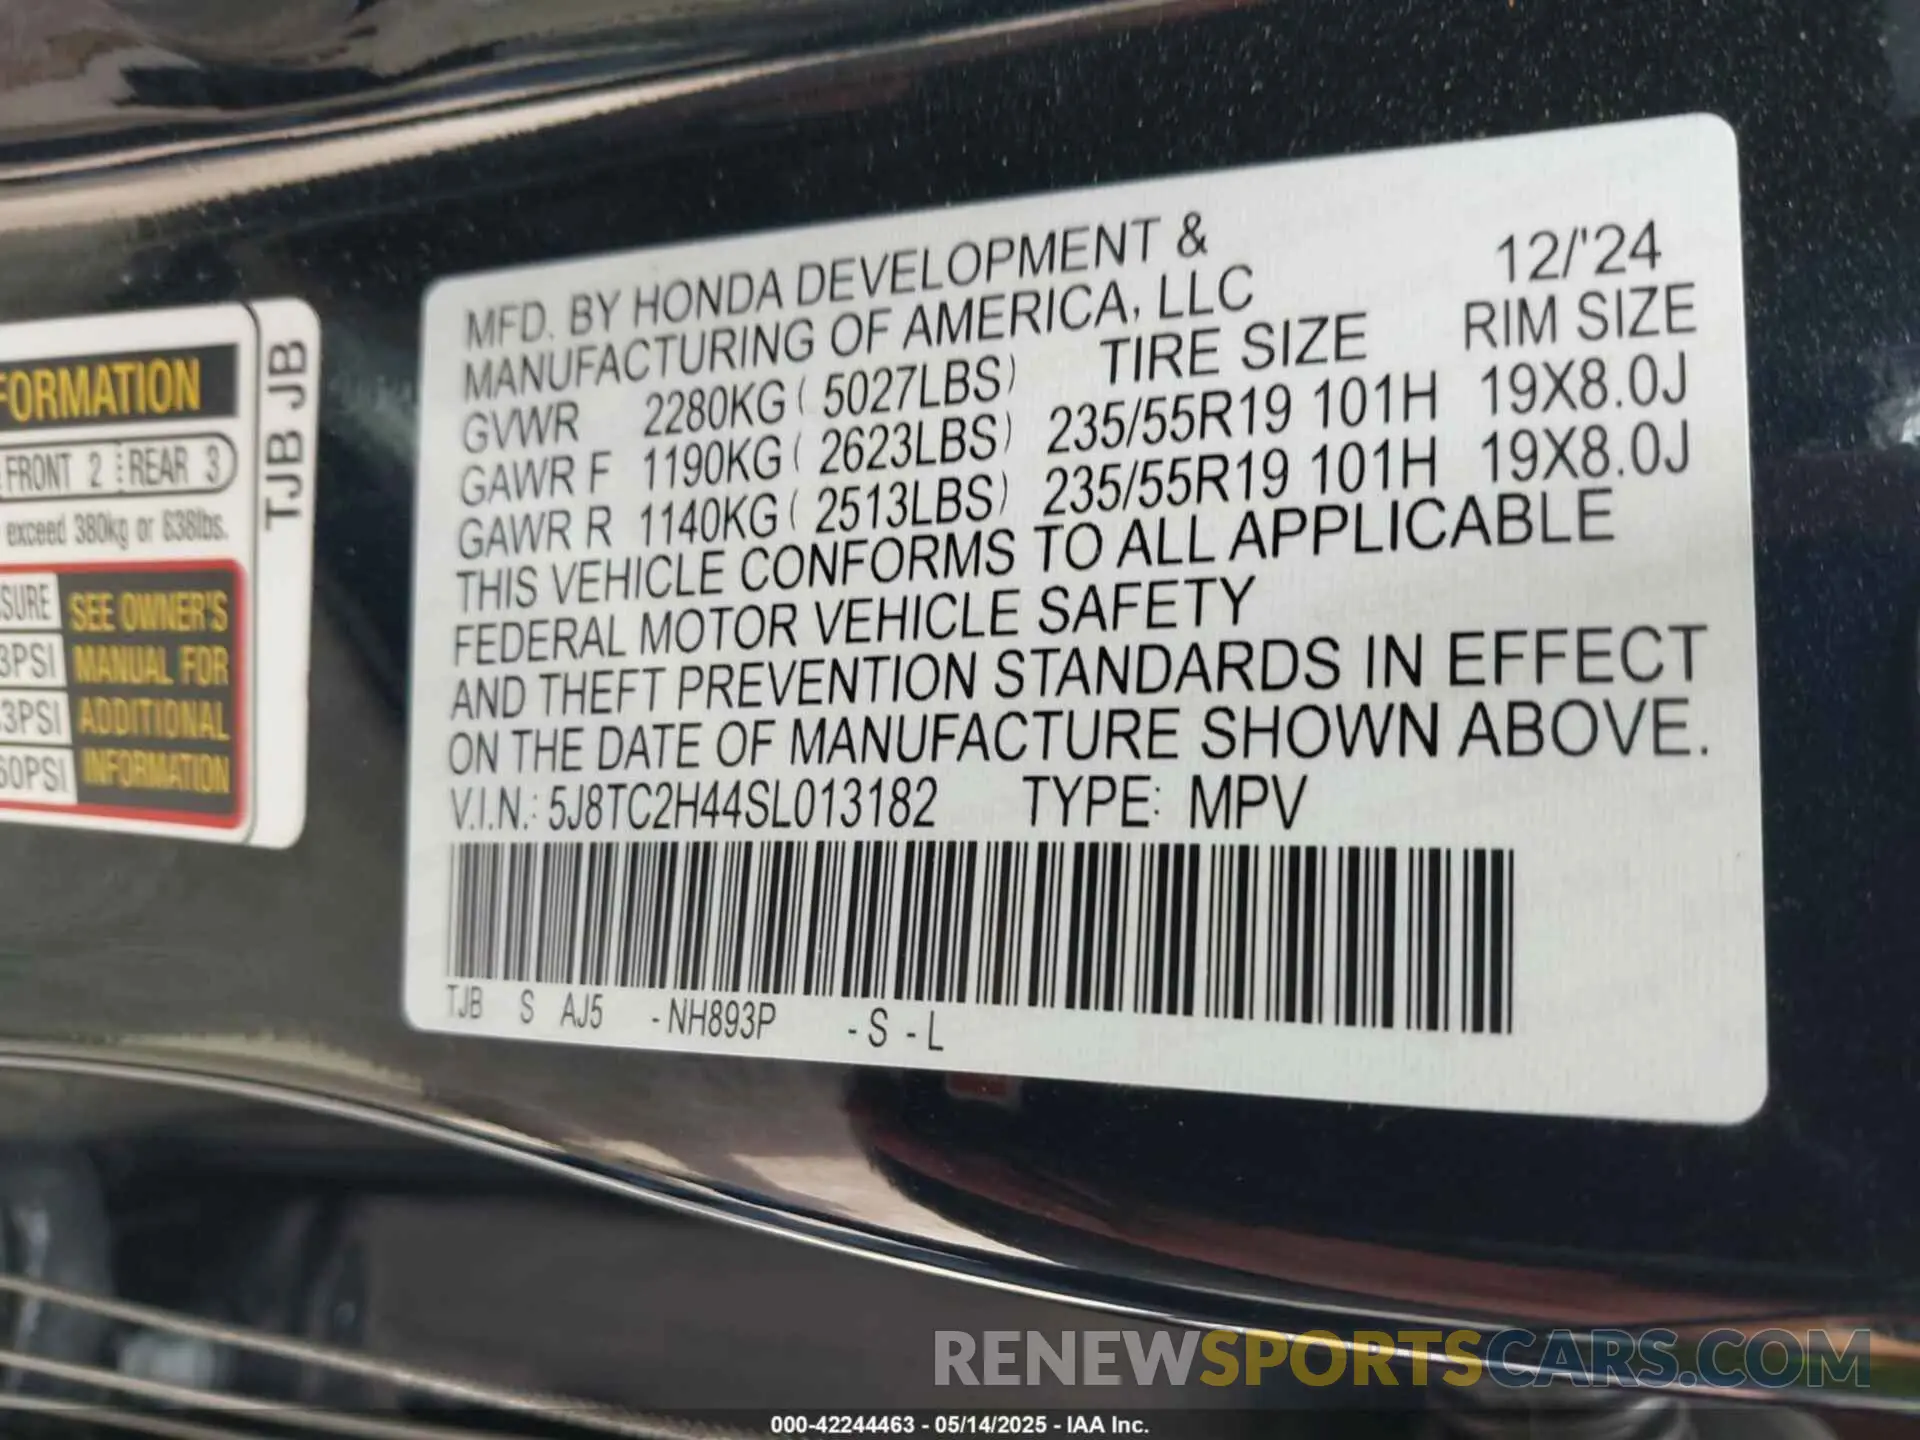 FORMATION
FRONT 2 REAR 3
exceed 380kg or 838lbs.
SURE
3PSI
3PSI
60PSI
SEE OWNER'S
MANUAL FOR
ADDITIONAL
INFORMATION
TJB JB
MFD. BY HONDA DEVELOPMENT &
MANUFACTURING OF AMERICA, LLC 12/'24
TIRE SIZE RIM SIZE
GVWR 2280KG( 5027LBS)
GAWR F 1190KG( 2623LBS) 235/55R19 101H 19X8.0J
GAWR R 1140KG( 2513LBS) 235/55R19 101H 19X8.0J
THIS VEHICLE CONFORMS TO ALL APPLICABLE
FEDERAL MOTOR VEHICLE SAFETY
AND THEFT PREVENTION STANDARDS IN EFFECT
ON THE DATE OF MANUFACTURE SHOWN ABOVE.
V.I.N.: 5J8TC2H44SL013182 TYPE: MPV
TJB S AJ5 -NH893P -S -L
RENEWSPORTSCARS.COM
000-42244463 - 05/14/2025 - IAA Inc.